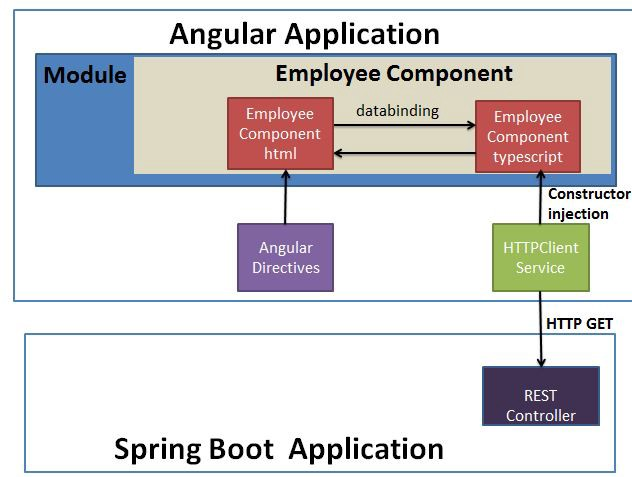 Angular Application
Module
Employee Component
Employee
Component
html
databinding
Employee
Component
typescript
Constructor
injection
Angular
Directives
HTTPClient
Service
HTTP GET
REST
Controller
Spring Boot  Application